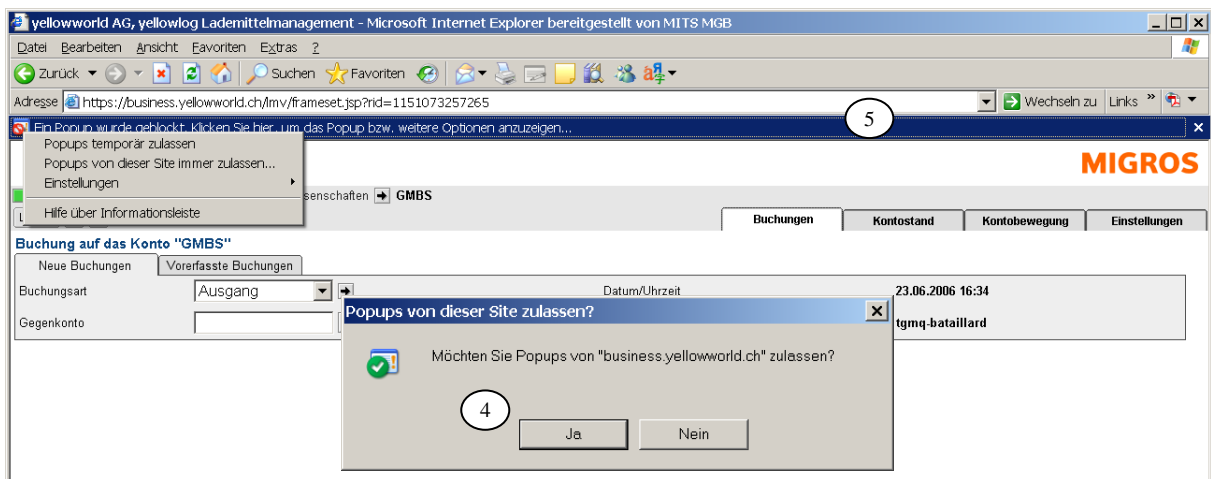 yellowworld AG, yellowlog Lademittelmanagement - Microsoft Internet Explorer bereitgestellt von MITS MGB
Datei Bearbeiten Ansicht Favoriten Extras ?
Zurück Suchen Favoriten
Adresse https://business.yellowworld.ch/lmv/frameset.jsp?rid=1151073257265 Wechseln zu Links »
Ein Popup wurde geblockt. Klicken Sie hier, um das Popup bzw. weitere Optionen anzuzeigen... 5
Popups temporär zulassen
Popups von dieser Site immer zulassen...
Einstellungen
Hilfe über Informationsleiste
MIGROS
senschaften GMBS
Buchungen Kontostand Kontobewegung Einstellungen
Buchung auf das Konto "GMBS"
Neue Buchungen Vorerfasste Buchungen
Buchungsart Ausgang Datum/Uhrzeit 23.06.2006 16:34
Gegenkonto tgmq-bataillard
Popups von dieser Site zulassen?
Möchten Sie Popups von "business.yellowworld.ch" zulassen?
4
Ja Nein